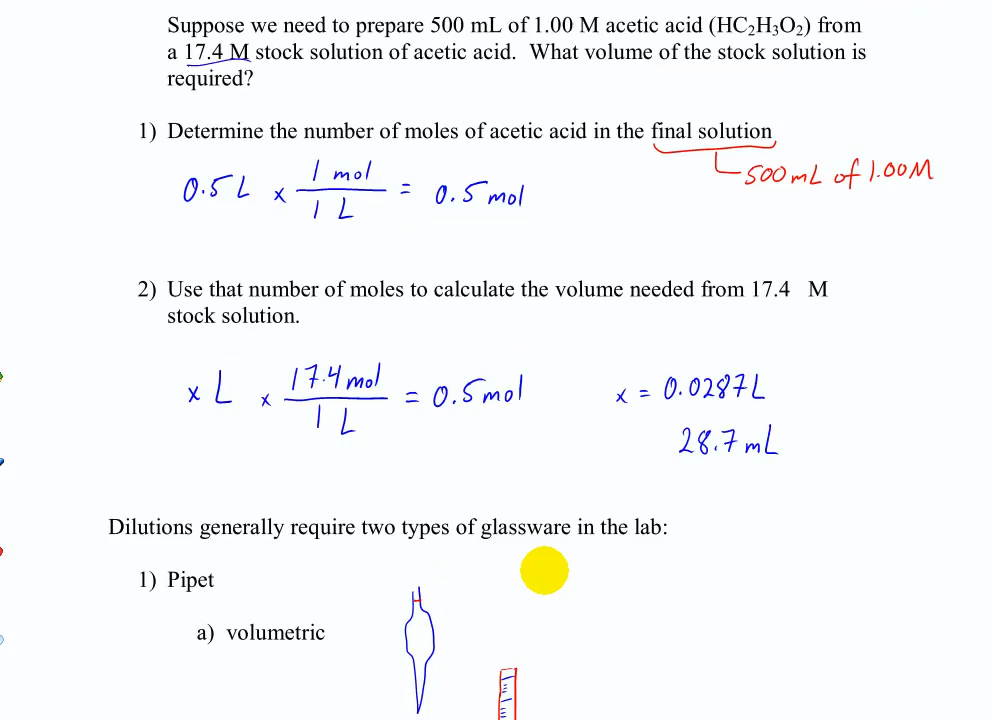 Suppose we need to prepare 500 mL of 1.00 M acetic acid (HC₂H₃O₂) from
a 17.4 M stock solution of acetic acid. What volume of the stock solution is
required?
1) Determine the number of moles of acetic acid in the final solution
500 mL of 1.00 M
0.5 L × 1 mol / 1 L = 0.5 mol
2) Use that number of moles to calculate the volume needed from 17.4 M
stock solution.
x L × 17.4 mol / 1 L = 0.5 mol
x = 0.0287 L
28.7 mL
Dilutions generally require two types of glassware in the lab:
1) Pipet
a) volumetric